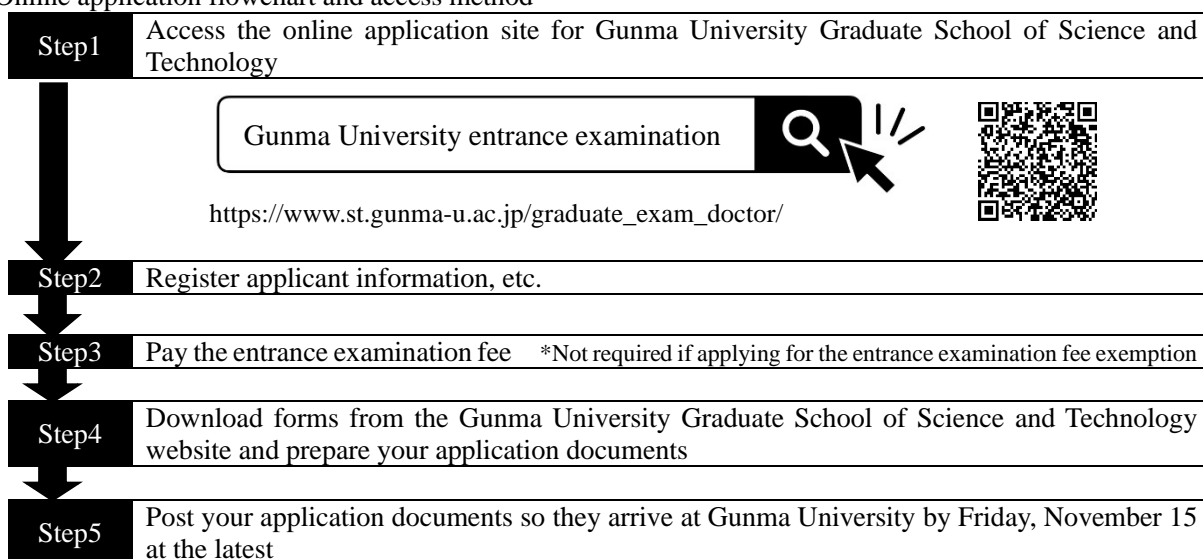 Online application flowchart and access method
Step1
Access the online application site for Gunma University Graduate School of Science and
Technology
Gunma University entrance examination
https://www.st.gunma-u.ac.jp/graduate_exam_doctor/
Step2
Register applicant information, etc.
Step3
Pay the entrance examination fee *Not required if applying for the entrance examination fee exemption
Step4
Download forms from the Gunma University Graduate School of Science and Technology
website and prepare your application documents
Step5
Post your application documents so they arrive at Gunma University by Friday, November 15
at the latest